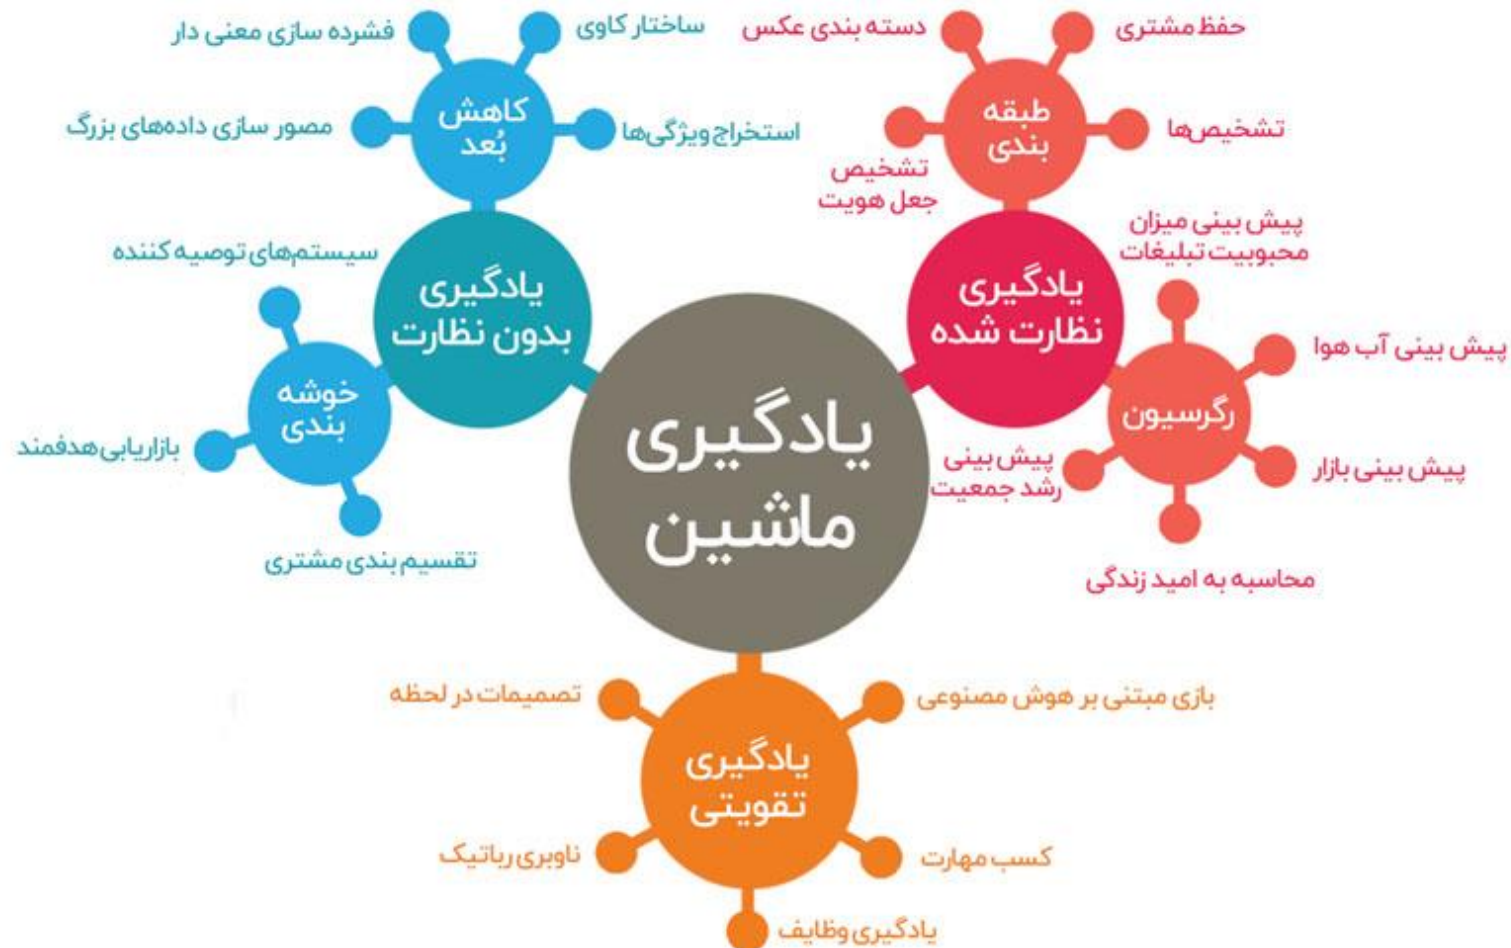 حفظ مشتری
دسته بندی عکس
ساختار کاوی
فشرده سازی معنی دار
طبقه
بندی
تشخیص‌ها
تشخیص
جعل هویت
کاهش
بُعد
استخراج ویژگی‌ها
مصور سازی داده‌های بزرگ
پیش بینی میزان
محبوبیت تبلیغات
یادگیری
نظارت شده
یادگیری
بدون نظارت
سیستم‌های توصیه کننده
پیش بینی آب هوا
رگرسیون
پیش بینی بازار
پیش بینی
رشد جمعیت
محاسبه به امید زندگی
خوشه
بندی
بازاریابی هدفمند
تقسیم بندی مشتری
یادگیری
ماشین
بازی مبتنی بر هوش مصنوعی
تصمیمات در لحظه
یادگیری
تقویتی
کسب مهارت
ناوبری رباتیک
یادگیری وظایف